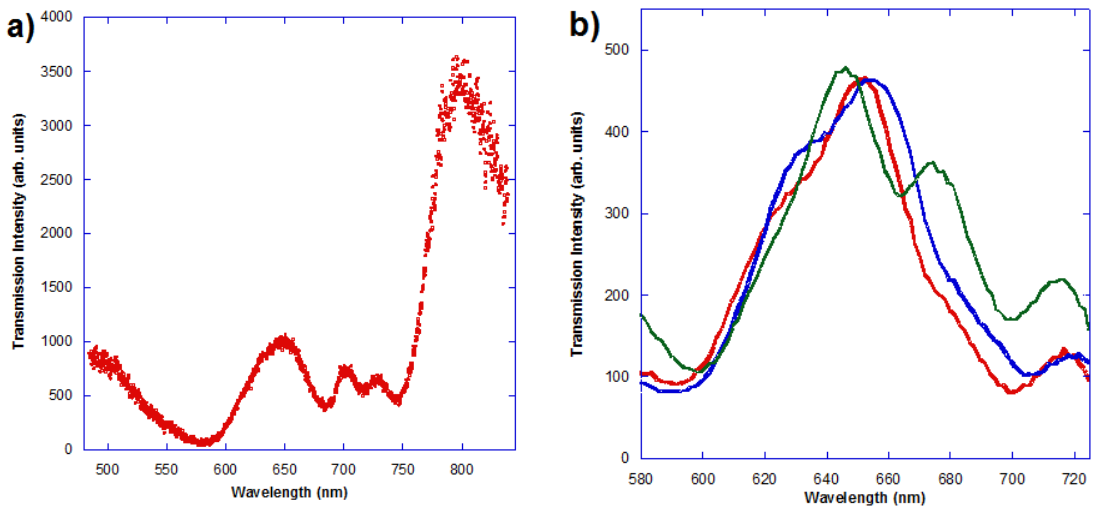 a)
4000
3500
3000
2500
2000
1500
1000
500
0
Transmission Intensity (arb. units)
500 550 600 650 700 750 800
Wavelength (nm)
b)
500
400
300
200
100
0
Transmission Intensity (arb. units)
580 600 620 640 660 680 700 720
Wavelength (nm)